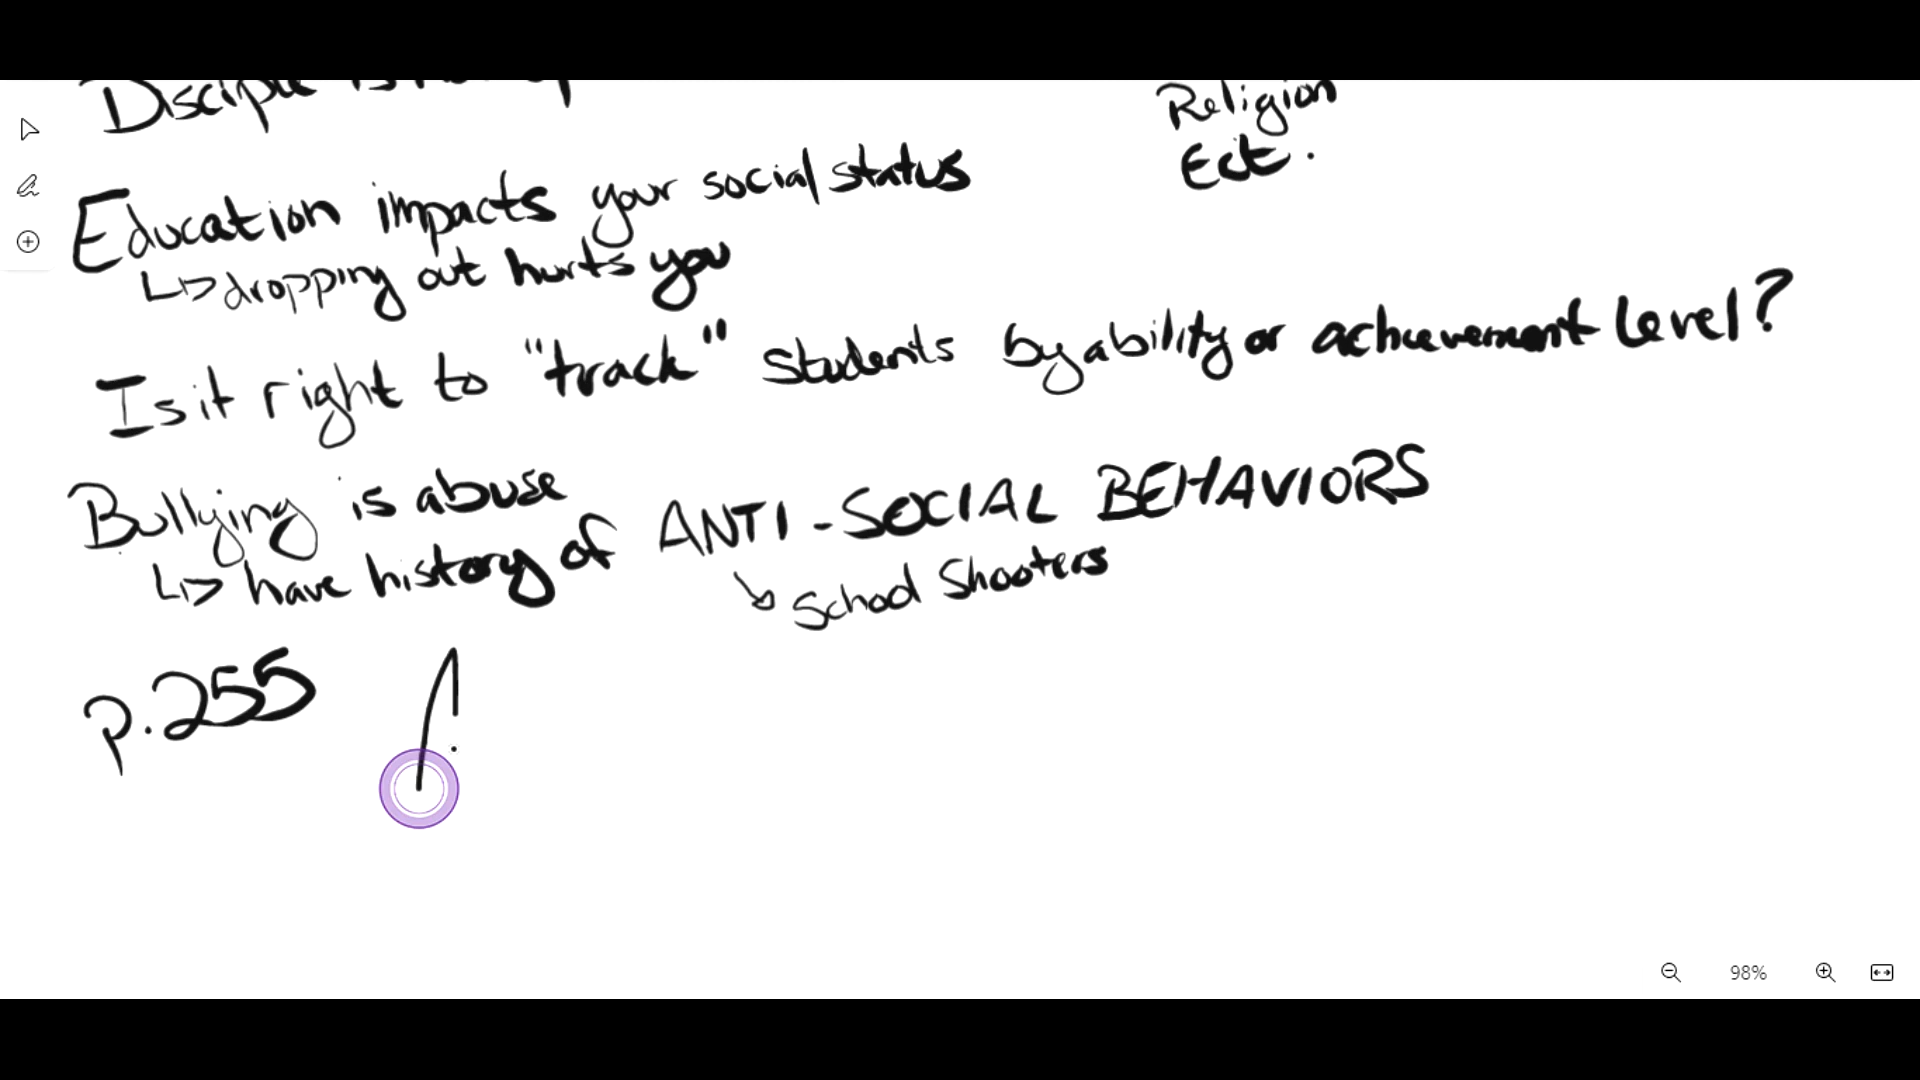 Religion
Ect.
Education impacts your social status
↳> dropping out hurts you
Is it right to "track" students by ability or achievement level?
Bullying is abuse
↳> have history of ANTI-SOCIAL BEHAVIORS
↘ School Shooters
p.255
98%